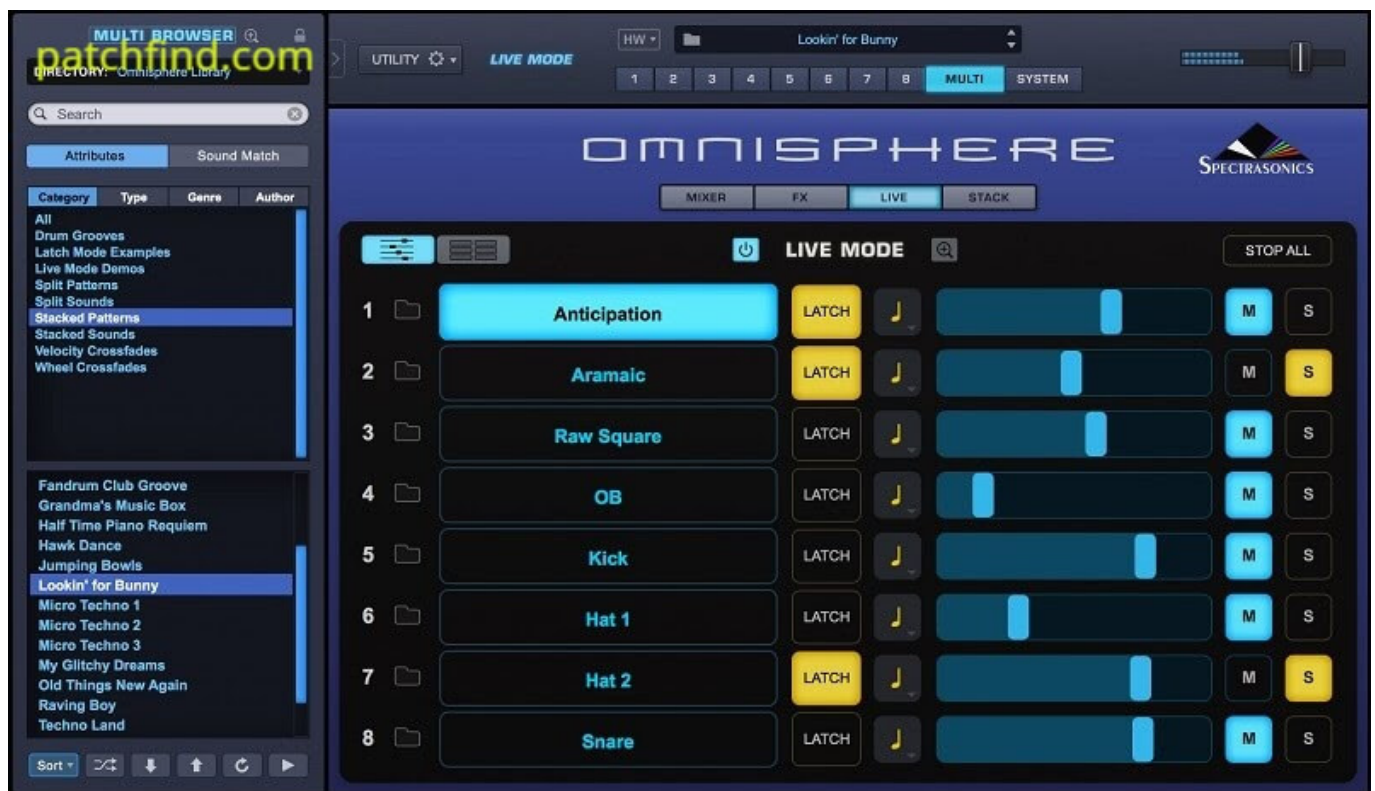 MULTI BROWSER
patchfind.com
DIRECTORY: Omnisphere Library
Search
Attributes Sound Match
Category Type Genre Author
All
Drum Grooves
Latch Mode Examples
Live Mode Demos
Split Patterns
Split Sounds
Stacked Patterns
Stacked Sounds
Velocity Crossfades
Wheel Crossfades
Fandrum Club Groove
Grandma's Music Box
Half Time Piano Requiem
Hawk Dance
Jumping Bowls
Lookin' for Bunny
Micro Techno 1
Micro Techno 2
Micro Techno 3
My Glitchy Dreams
Old Things New Again
Raving Boy
Techno Land
Sort
UTILITY LIVE MODE HW Lookin' for Bunny
1 2 3 4 5 6 7 8 MULTI SYSTEM
OMNISPHERE
SPECTRASONICS
MIXER FX LIVE STACK
LIVE MODE STOP ALL
1 Anticipation LATCH M S
2 Aramaic LATCH M S
3 Raw Square LATCH M S
4 OB LATCH M S
5 Kick LATCH M S
6 Hat 1 LATCH M S
7 Hat 2 LATCH M S
8 Snare LATCH M S